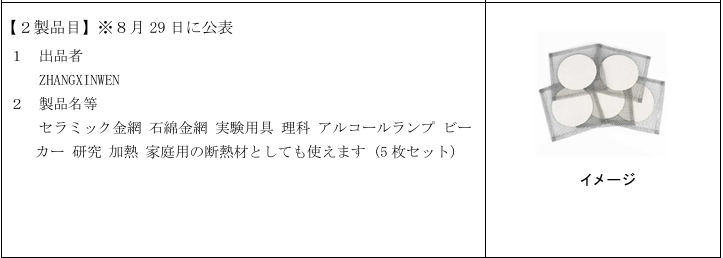 【２製品目】※８月 29 日に公表
１　出品者
ZHANGXINWEN
２　製品名等
セラミック金網 石綿金網 実験用具 理科 アルコールランプ ビー
カー 研究 加熱 家庭用の断熱材としても使えます（5 枚セット）
イメージ